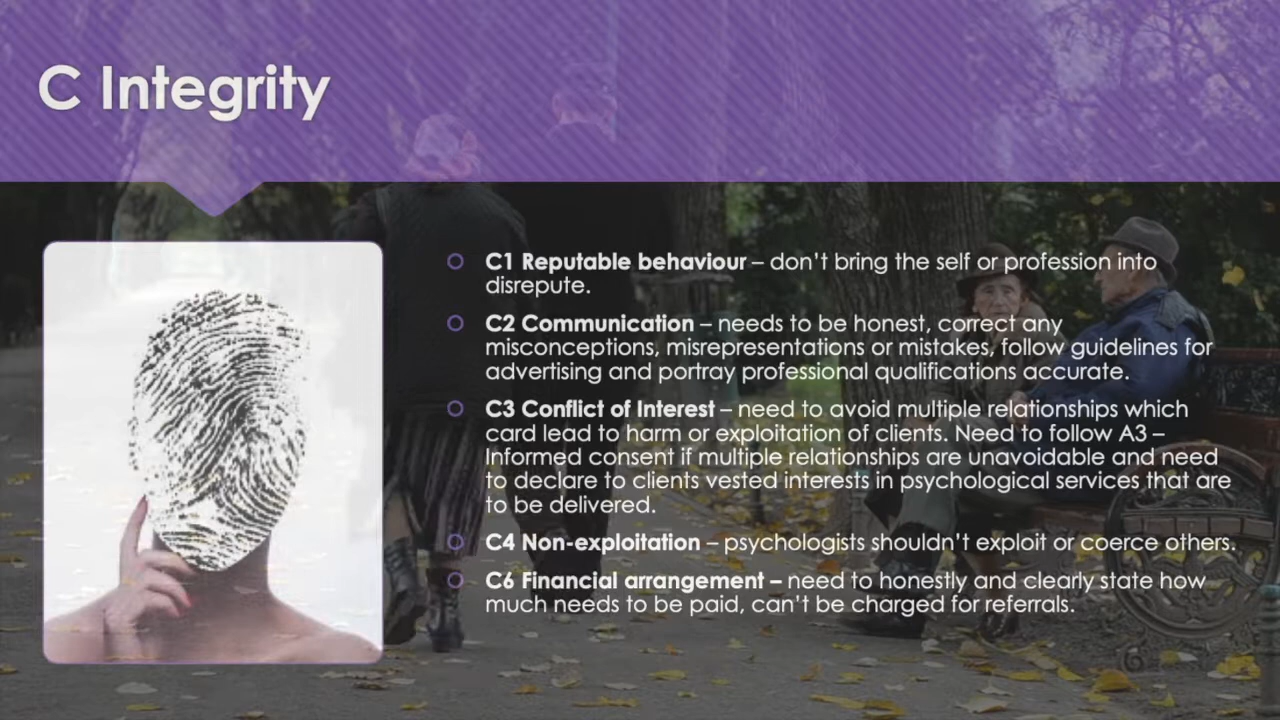 C Integrity
C1 Reputable behaviour – don't bring the self or profession into
disrepute.
C2 Communication – needs to be honest, correct any
misconceptions, misrepresentations or mistakes, follow guidelines for
advertising and portray professional qualifications accurate.
C3 Conflict of Interest – need to avoid multiple relationships which
card lead to harm or exploitation of clients. Need to follow A3 –
Informed consent if multiple relationships are unavoidable and need
to declare to clients vested interests in psychological services that are
to be delivered.
C4 Non-exploitation – psychologists shouldn't exploit or coerce others.
C6 Financial arrangement – need to honestly and clearly state how
much needs to be paid, can't be charged for referrals.